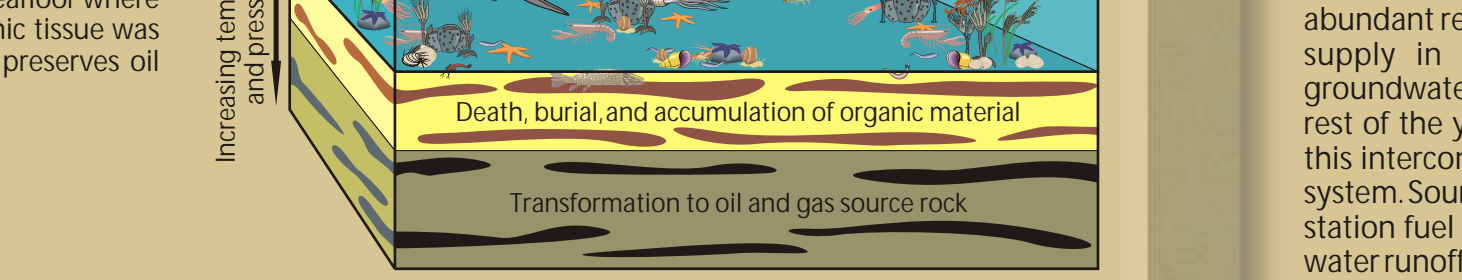 eafloor where
nic tissue was
preserves oil
Increasing tem
and press
Death, burial, and accumulation of organic material
Transformation to oil and gas source rock
abundant re
supply in
groundwate
rest of the y
this intercon
system. Sour
station fuel
water runoff